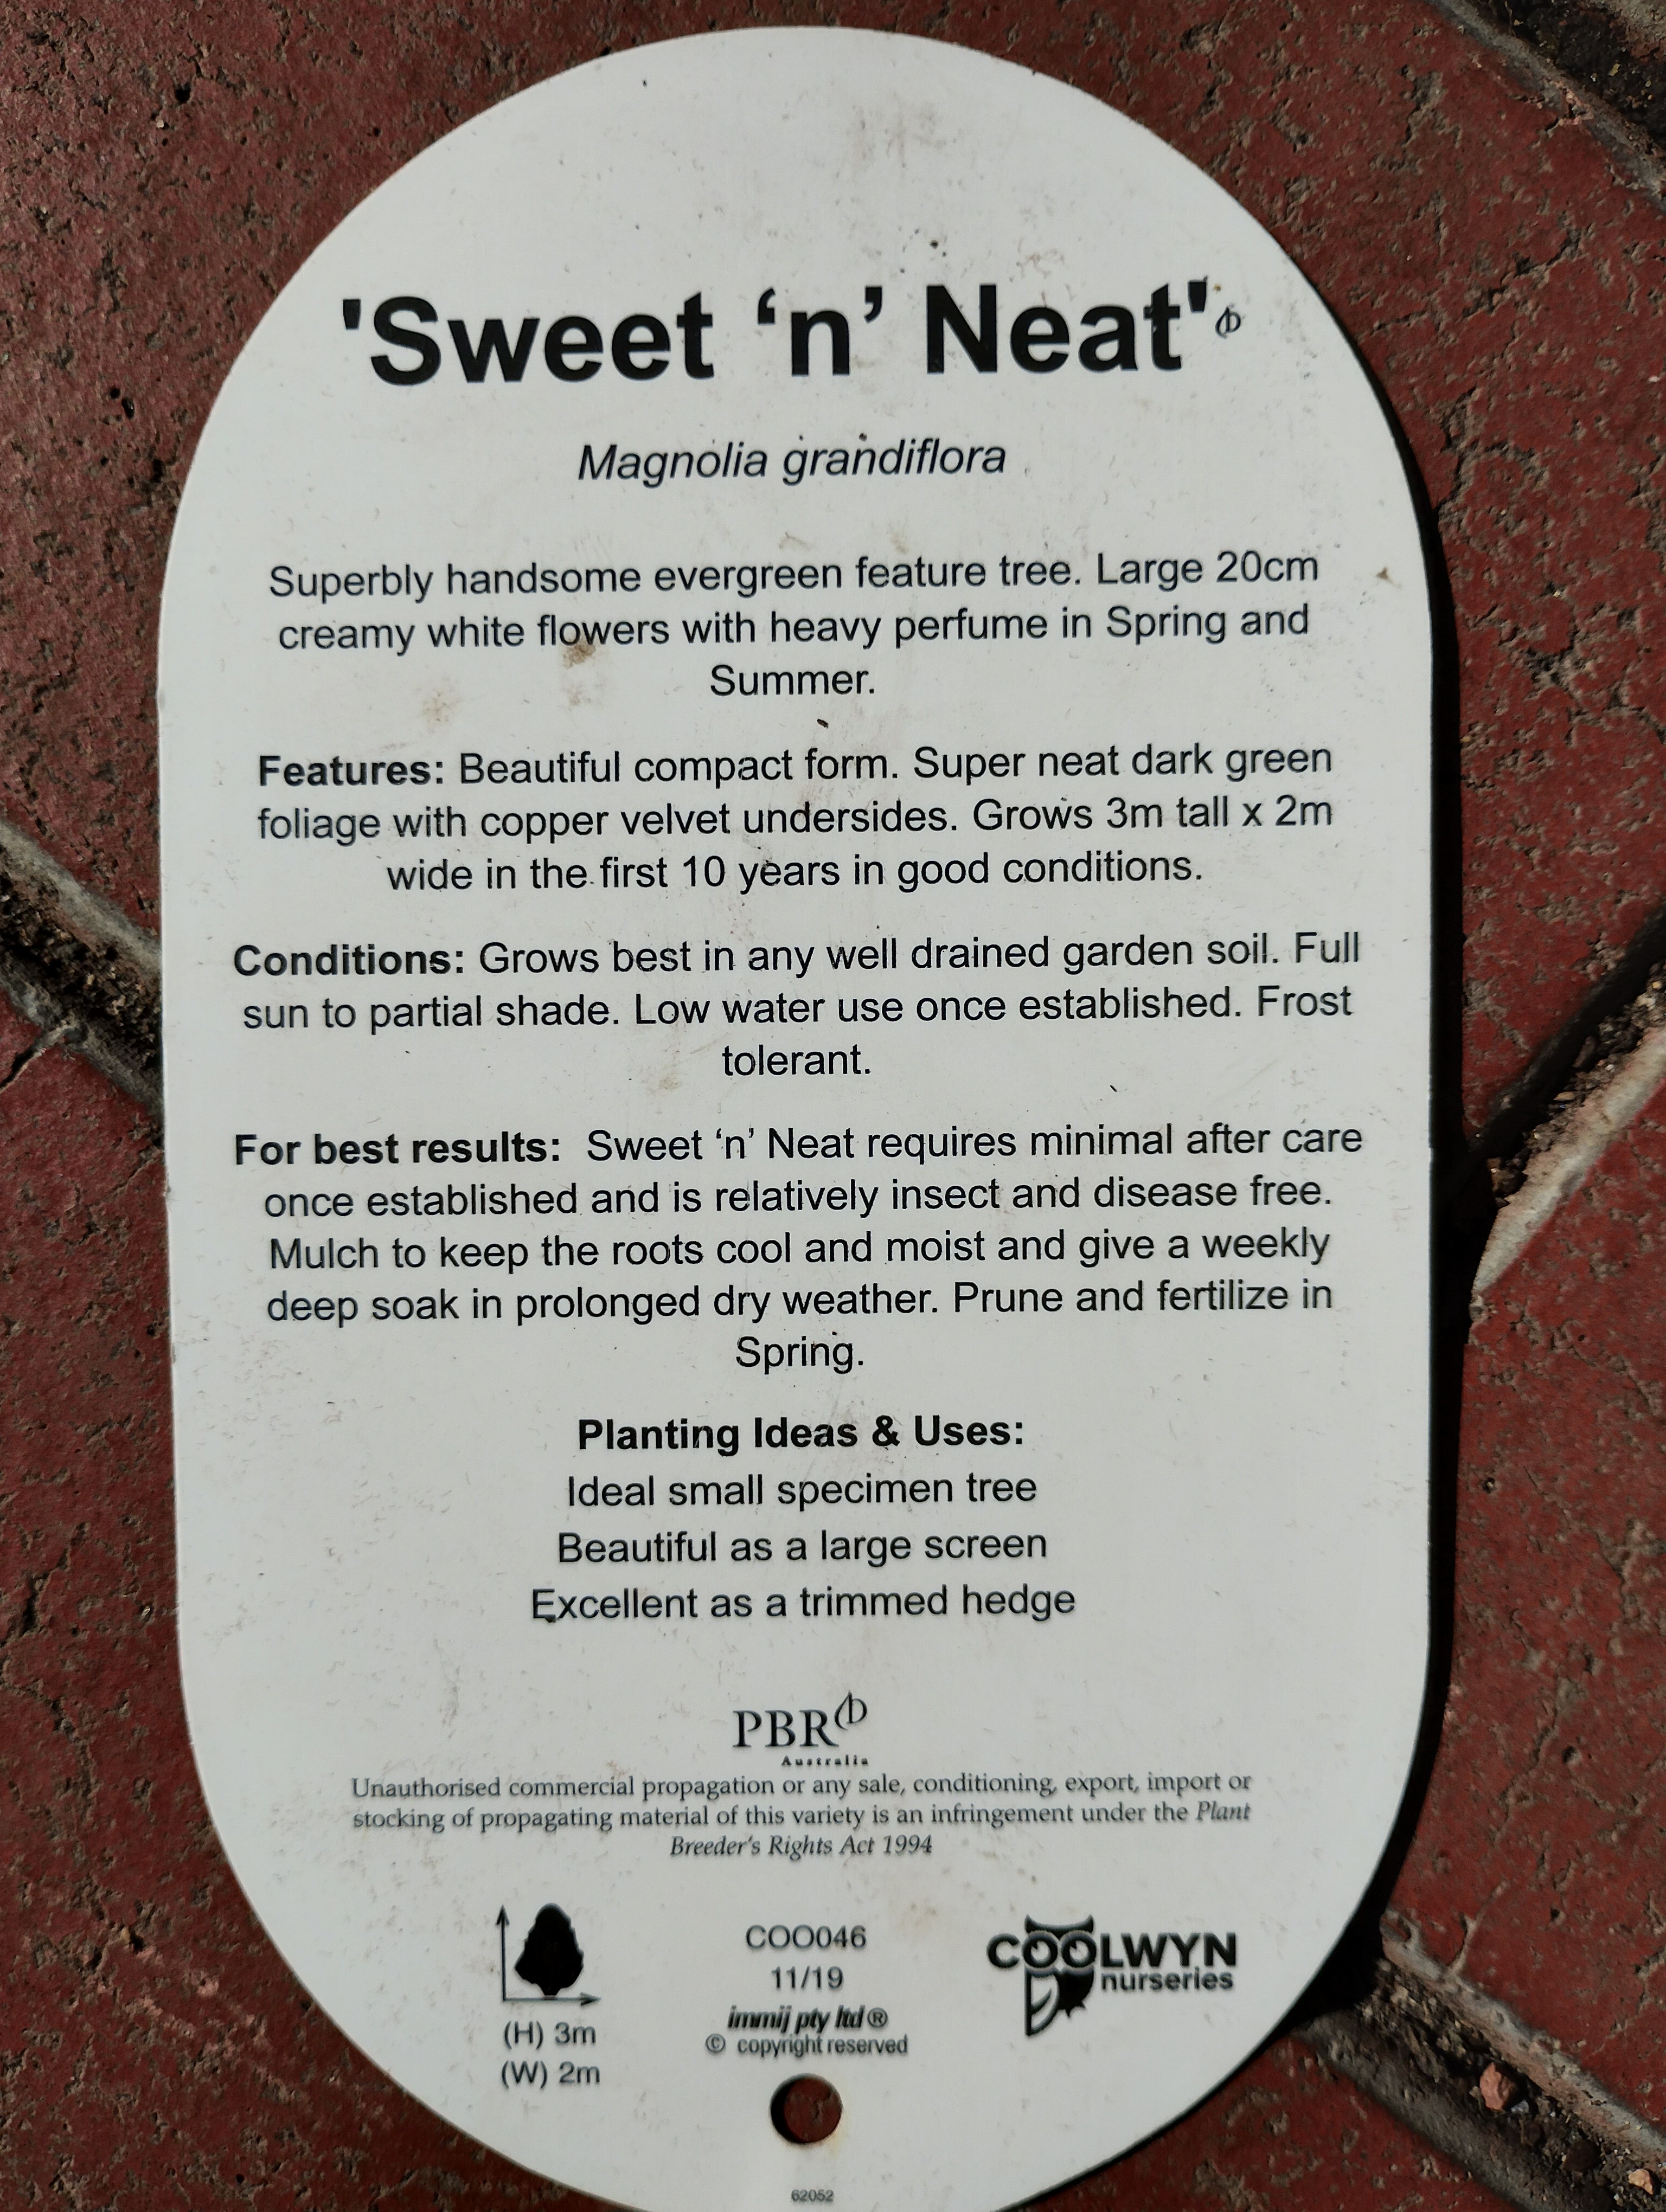 'Sweet ‘n’ Neat'
Magnolia grandiflora
Superbly handsome evergreen feature tree. Large 20cm
creamy white flowers with heavy perfume in Spring and
Summer.
Features: Beautiful compact form. Super neat dark green
foliage with copper velvet undersides. Grows 3m tall x 2m
wide in the first 10 years in good conditions.
Conditions: Grows best in any well drained garden soil. Full
sun to partial shade. Low water use once established. Frost
tolerant.
For best results: Sweet ‘n’ Neat requires minimal after care
once established and is relatively insect and disease free.
Mulch to keep the roots cool and moist and give a weekly
deep soak in prolonged dry weather. Prune and fertilize in
Spring.
Planting Ideas & Uses:
Ideal small specimen tree
Beautiful as a large screen
Excellent as a trimmed hedge
PBR
Australia
Unauthorised commercial propagation or any sale, conditioning, export, import or
stocking of propagating material of this variety is an infringement under the Plant
Breeder's Rights Act 1994
(H) 3m
(W) 2m
COO046
11/19
immij pty ltd ®
© copyright reserved
COOLWYN
nurseries
62052